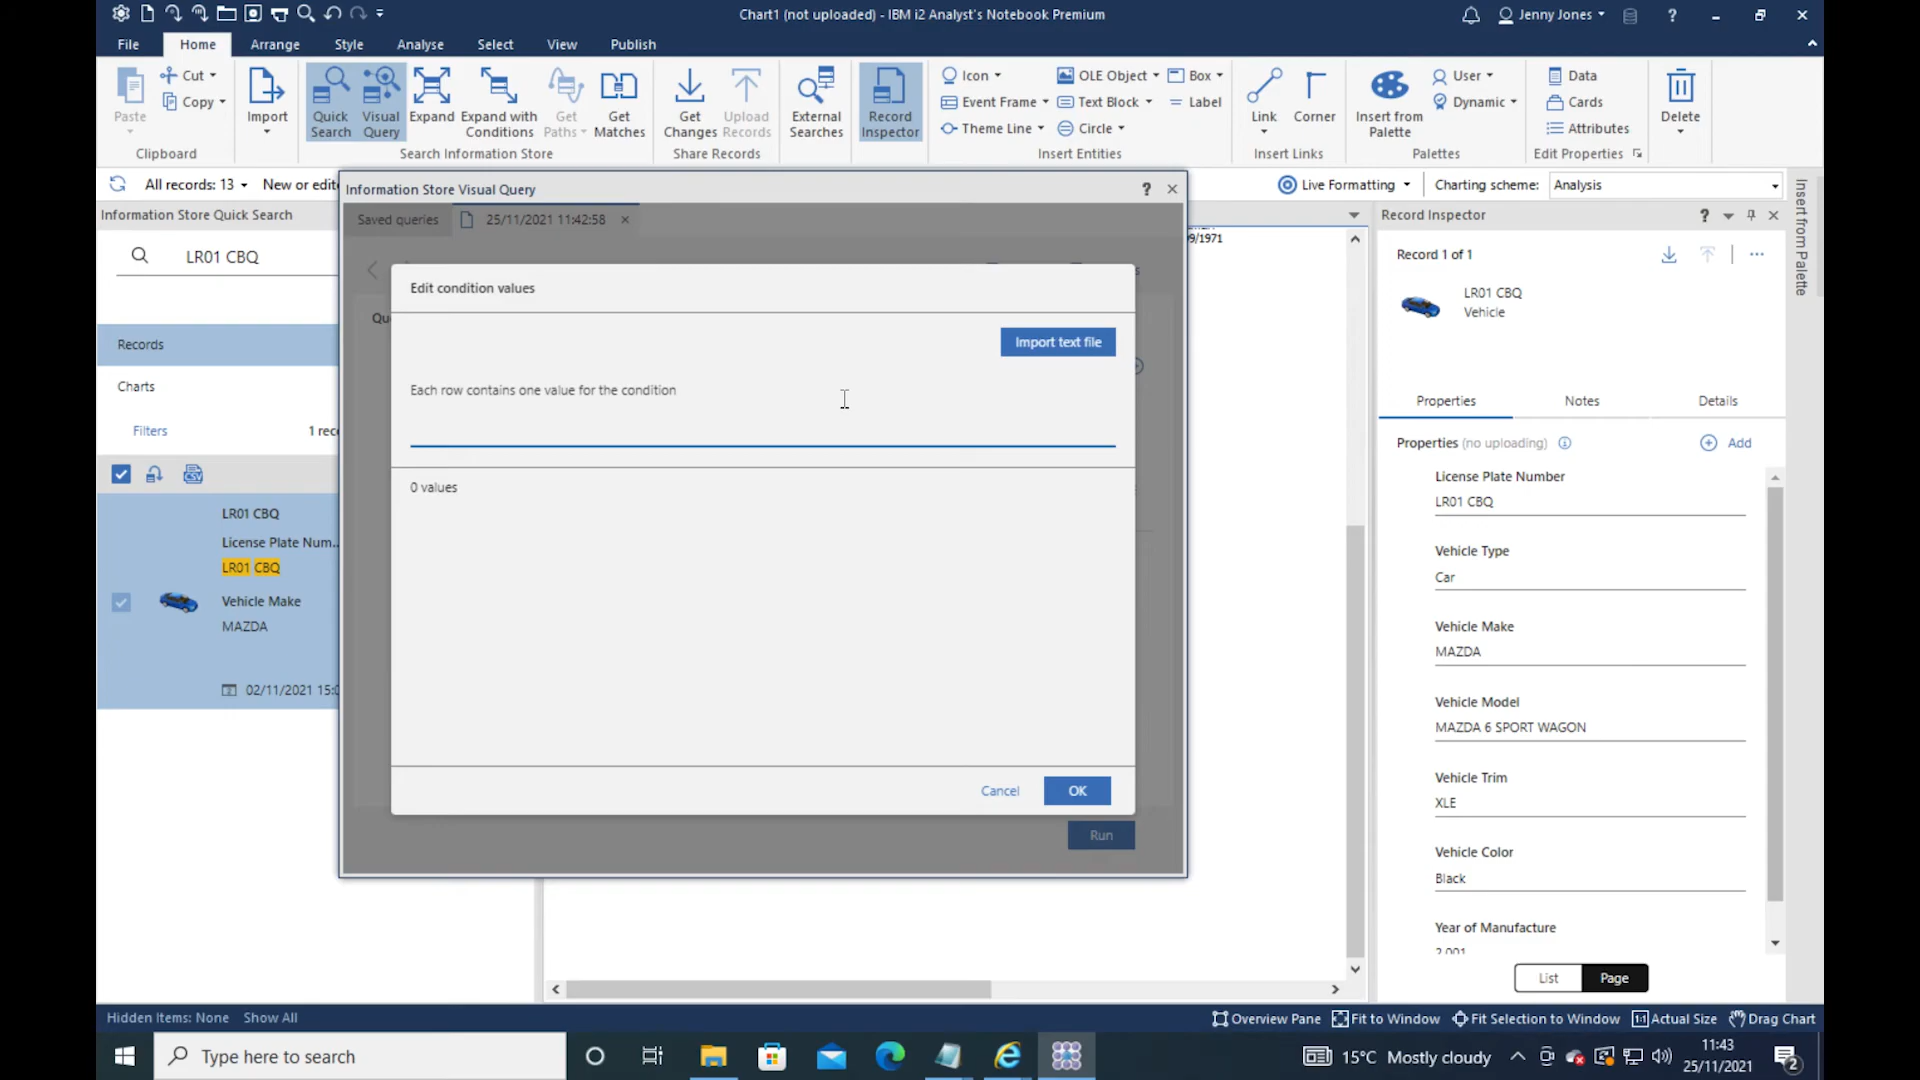 Chart1 (not uploaded) - IBM i2 Analyst's Notebook Premium
Jenny Jones
?
File Home Arrange Style Analyse Select View Publish
Paste
Cut
Copy
Clipboard
Import
Quick Search
Visual Query
Expand
Expand with Conditions
Get Paths
Get Matches
Search Information Store
Get Changes
Upload Records
Share Records
External Searches
Record Inspector
Icon
Event Frame
Theme Line
OLE Object
Text Block
Circle
Box
Label
Insert Entities
Link
Corner
Insert Links
Insert from Palette
User
Dynamic
Palettes
Data
Cards
Attributes
Edit Properties
Delete
All records: 13
New or edit
Live Formatting
Charting scheme:
Analysis
Information Store Quick Search
LR01 CBQ
Records
Charts
Filters
1 rec
CSV
LR01 CBQ
License Plate Num...
LR01 CBQ
Vehicle Make
MAZDA
02/11/2021 15:0
Information Store Visual Query
?
Saved queries
25/11/2021 11:42:58
Qu
Edit condition values
Import text file
Each row contains one value for the condition
0 values
Cancel
OK
Run
9/1971
Record Inspector
?
Record 1 of 1
LR01 CBQ
Vehicle
Properties
Notes
Details
Properties (no uploading)
Add
License Plate Number
LR01 CBQ
Vehicle Type
Car
Vehicle Make
MAZDA
Vehicle Model
MAZDA 6 SPORT WAGON
Vehicle Trim
XLE
Vehicle Color
Black
Year of Manufacture
2,001
List
Page
Insert from Palette
Hidden Items: None
Show All
Overview Pane
Fit to Window
Fit Selection to Window
Actual Size
Drag Chart
Type here to search
15°C Mostly cloudy
11:43
25/11/2021
2